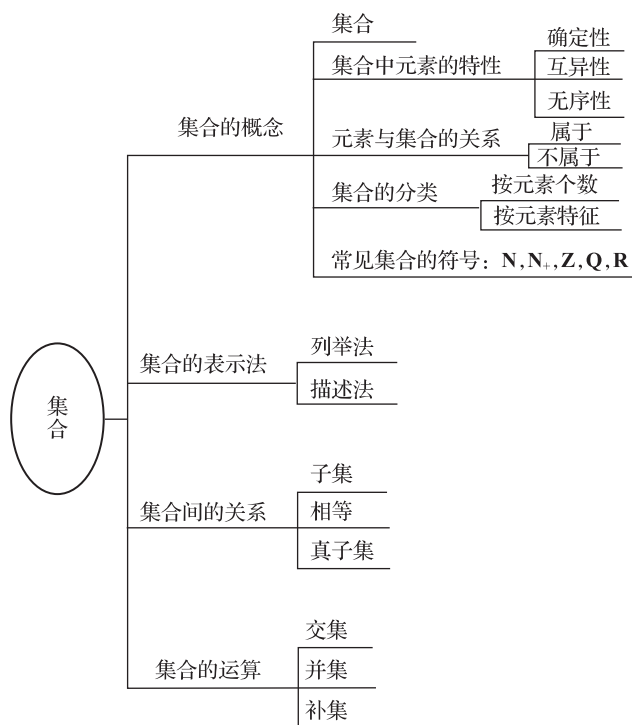 集合
集合中元素的特性
确定性
互异性
无序性
集合的概念
元素与集合的关系
属于
不属于
集合的分类
按元素个数
按元素特征
常见集合的符号：N,N₊,Z,Q,R
集合的表示法
列举法
描述法
集合
集合间的关系
子集
相等
真子集
集合的运算
交集
并集
补集